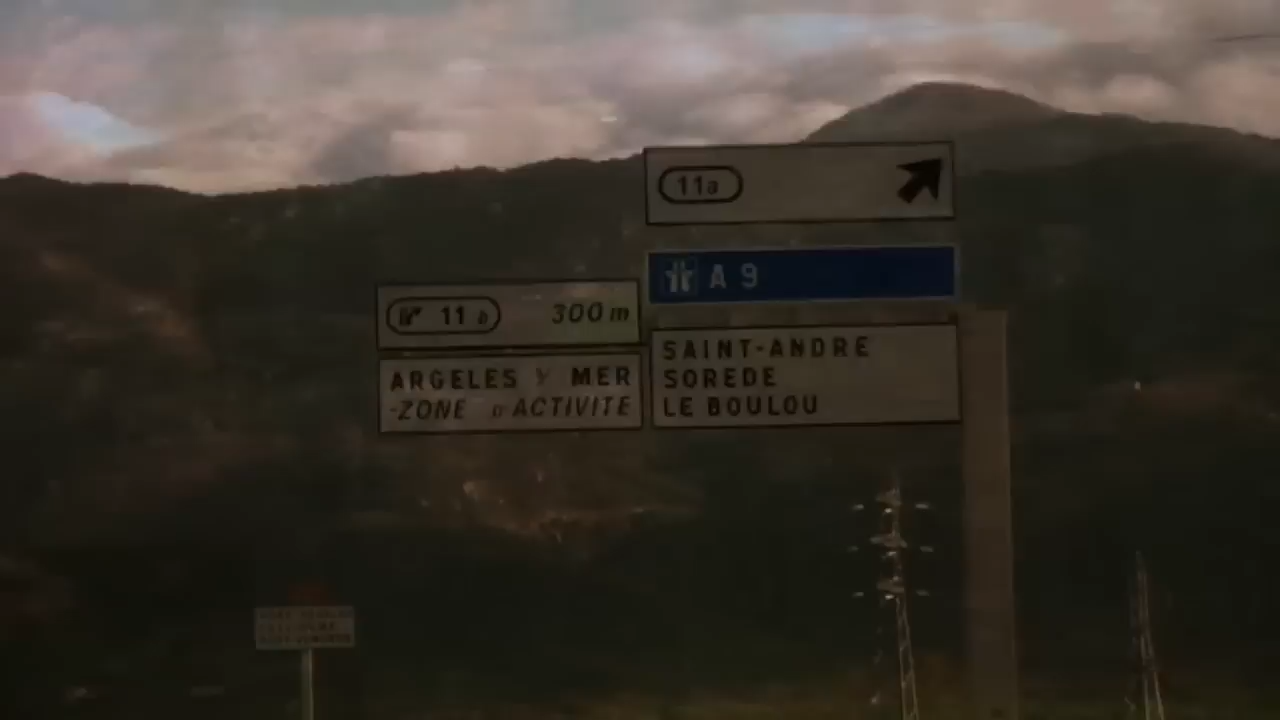 11a
A 9
SAINT-ANDRE
SOREDE
LE BOULOU
11 b 300 m
ARGELES S/ MER
-ZONE D'ACTIVITE